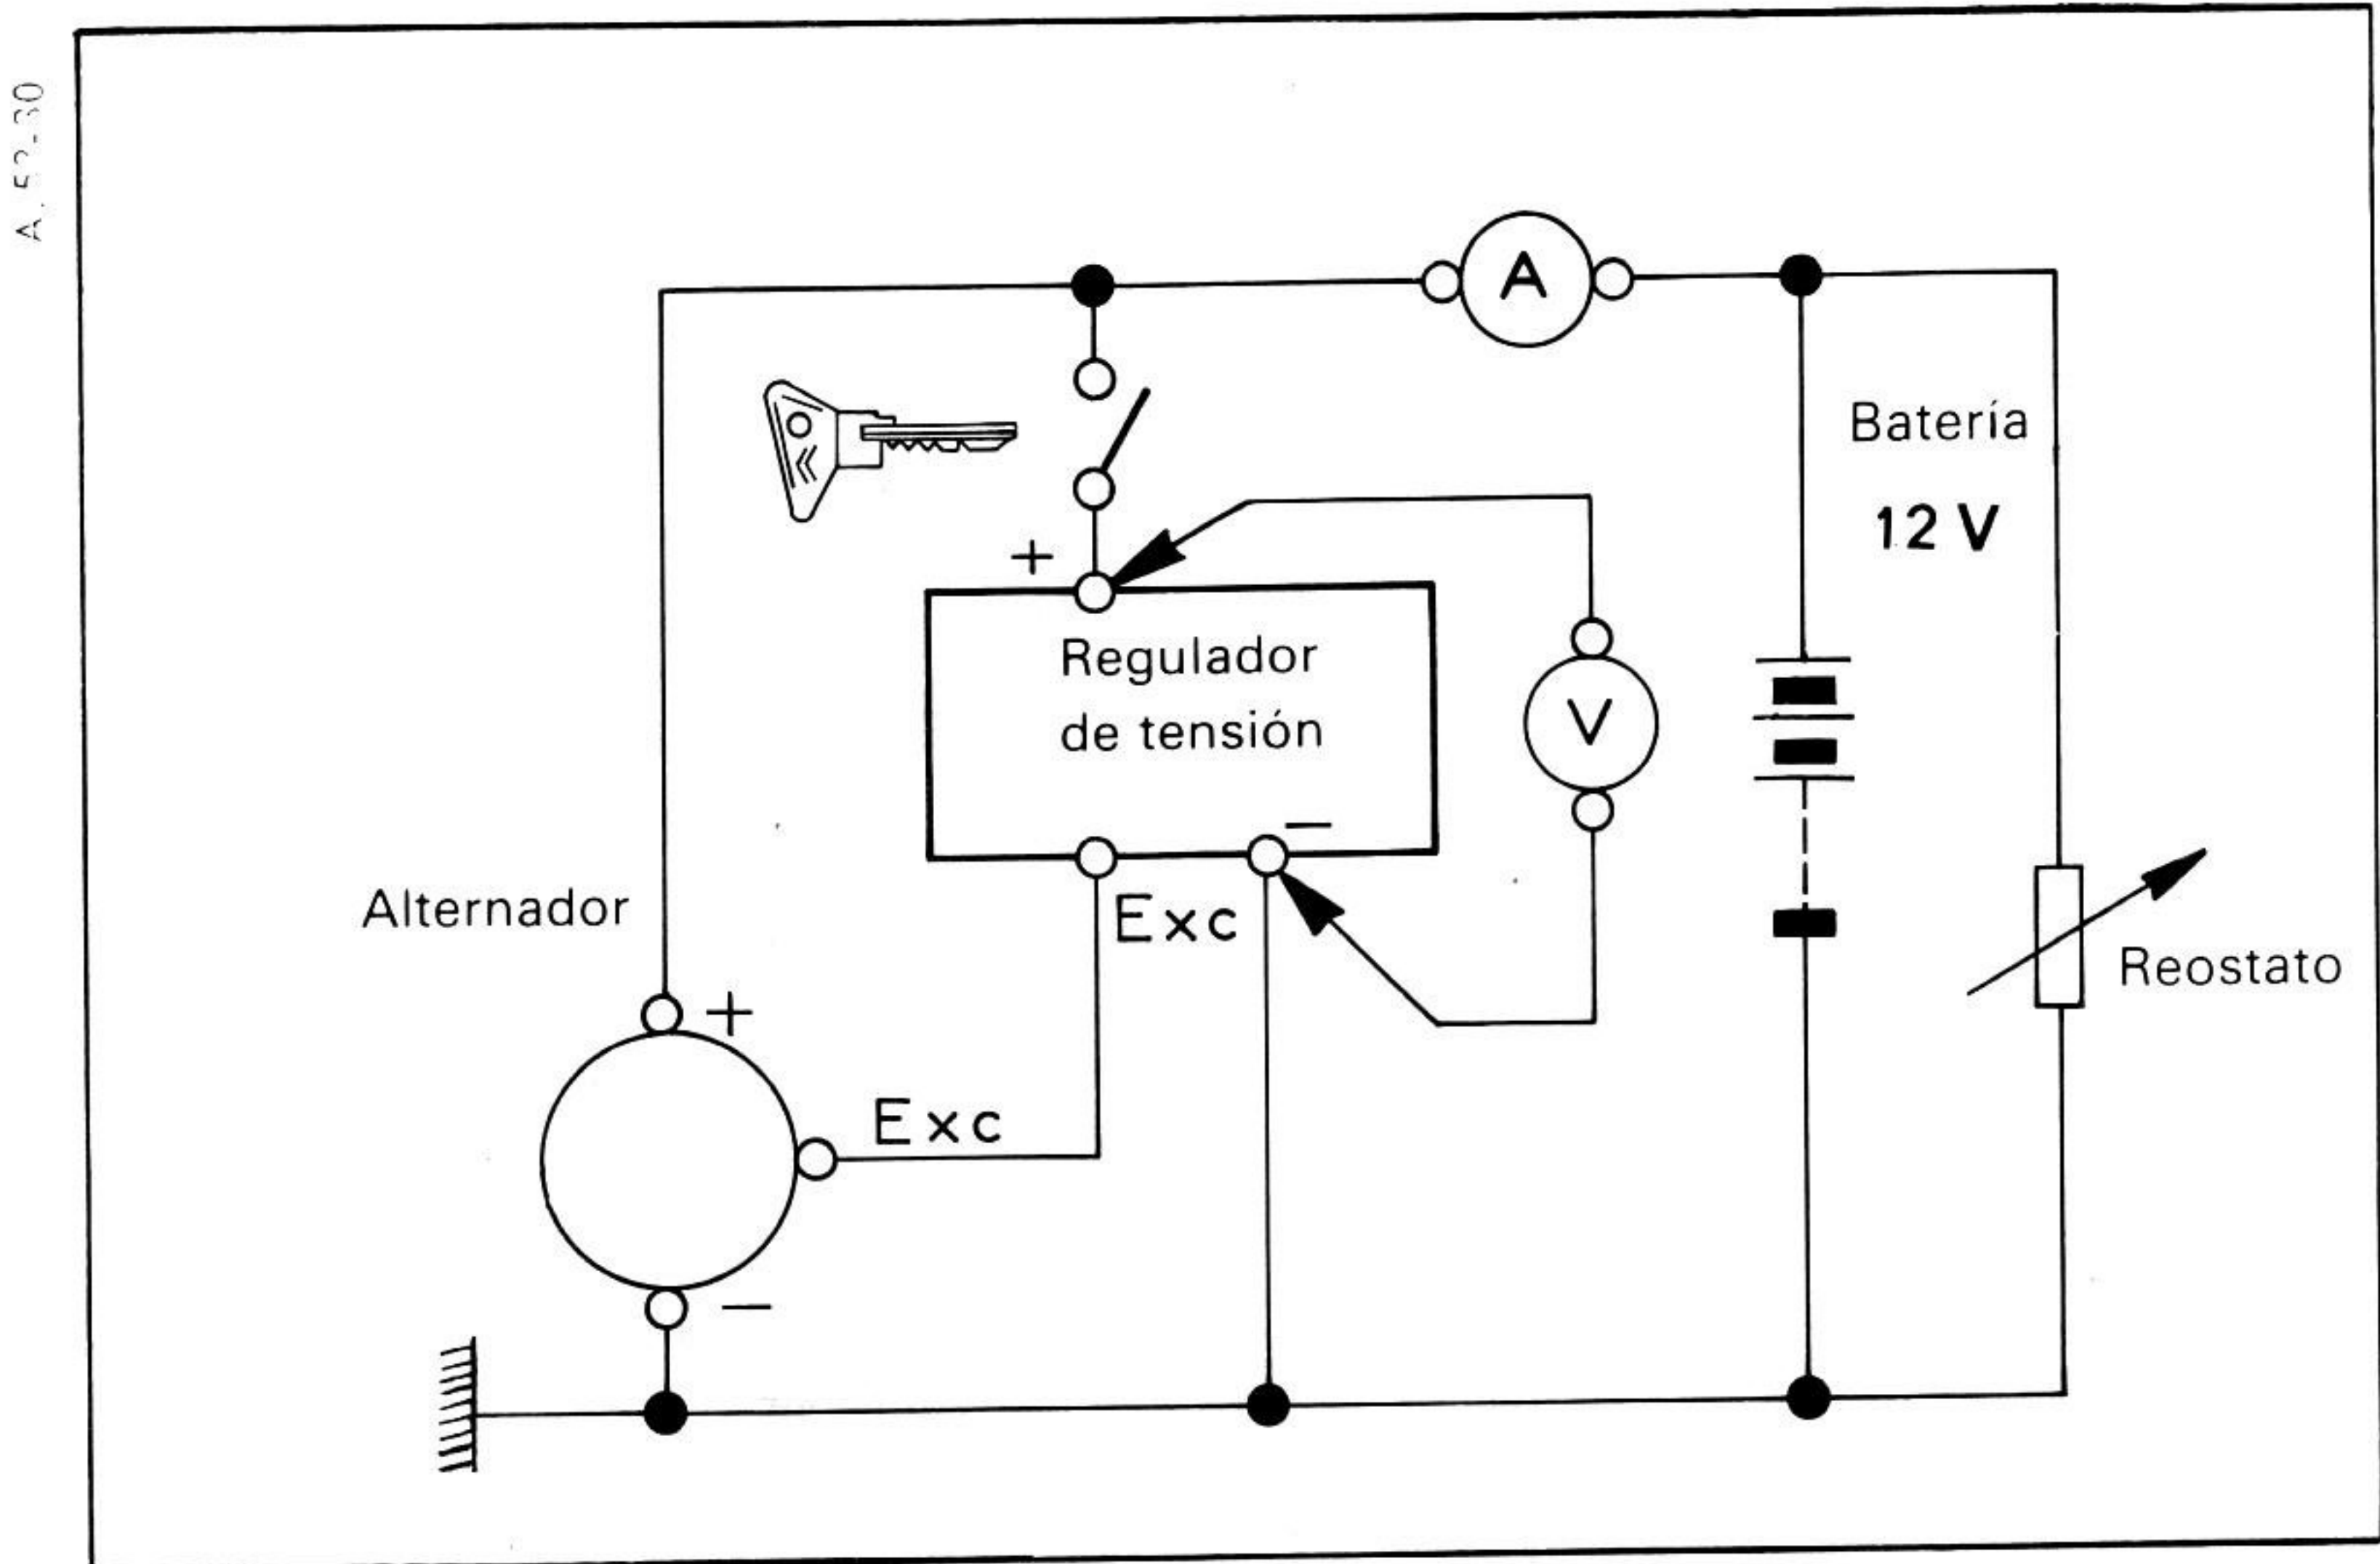 A
Batería
12 V
+
Regulador
de tensión
V
—
Alternador
Exc
Reostato
+
Exc
—